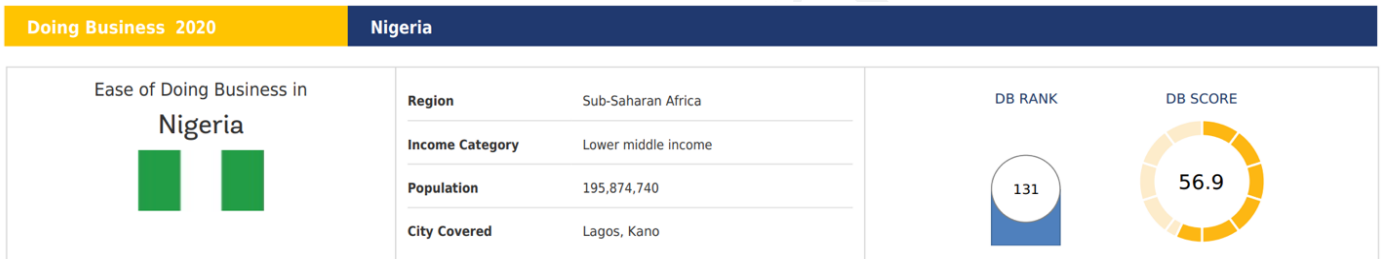 Doing Business 2020
Nigeria
Ease of Doing Business in
Nigeria
Region Sub-Saharan Africa
Income Category Lower middle income
Population 195,874,740
City Covered Lagos, Kano
DB RANK DB SCORE
131
56.9